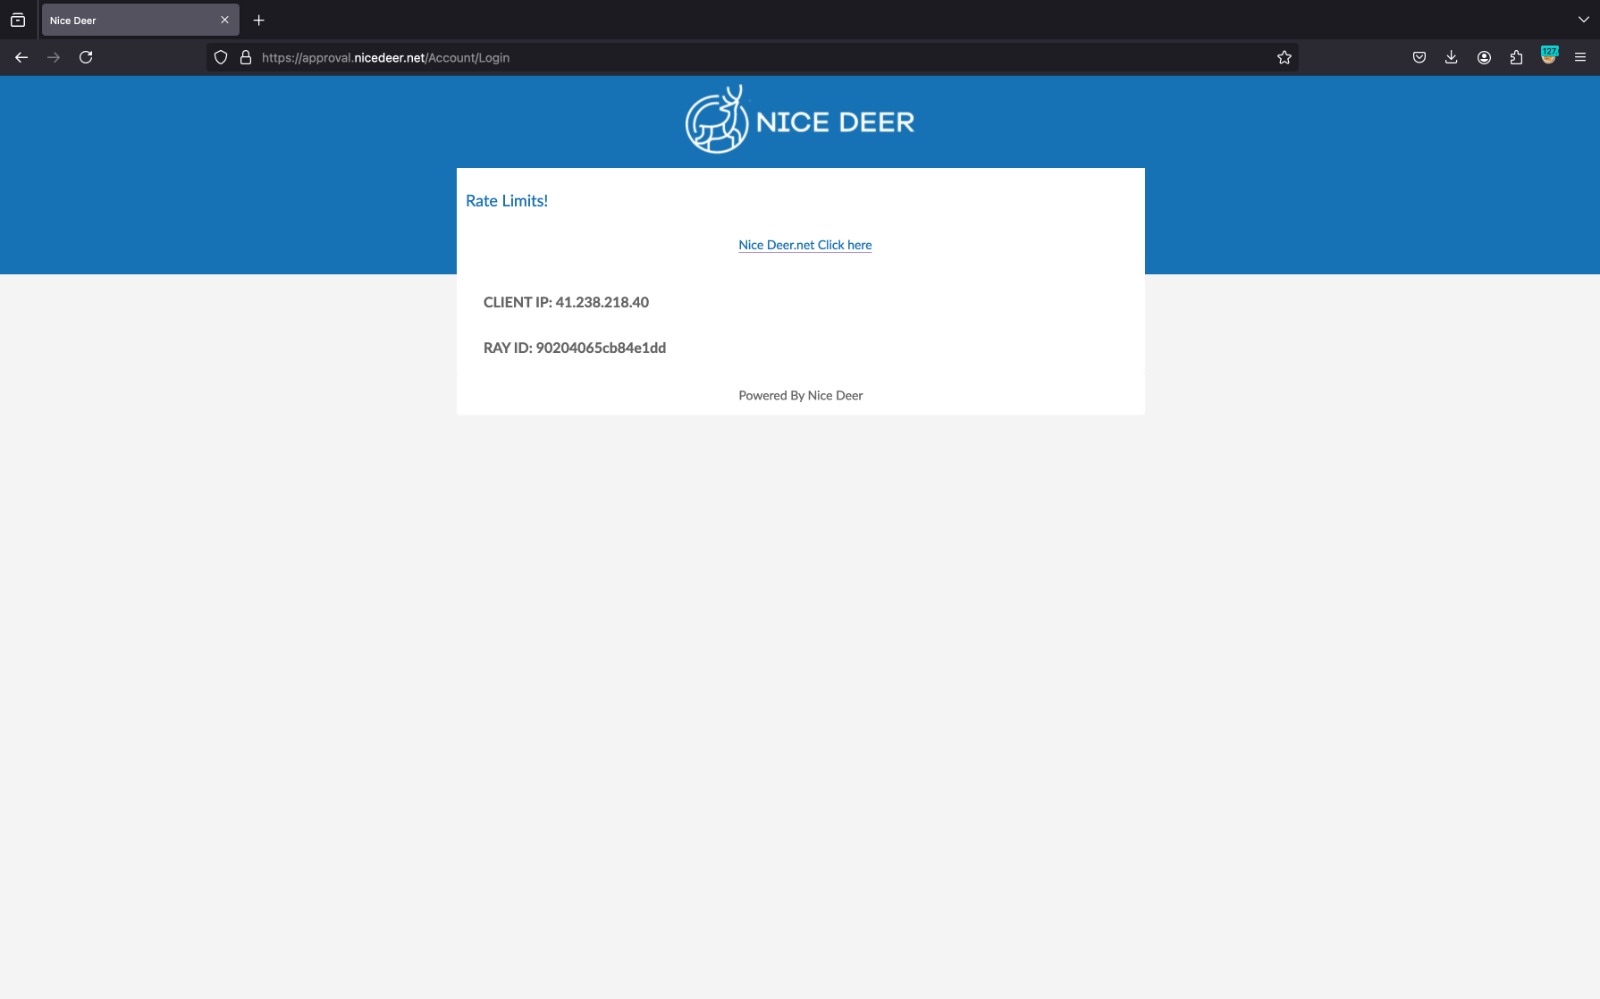 Nice Deer
https://approval.nicedeer.net/Account/Login
127.
NICE DEER
Rate Limits!
Nice Deer.net Click here
CLIENT IP: 41.238.218.40
RAY ID: 90204065cb84e1dd
Powered By Nice Deer